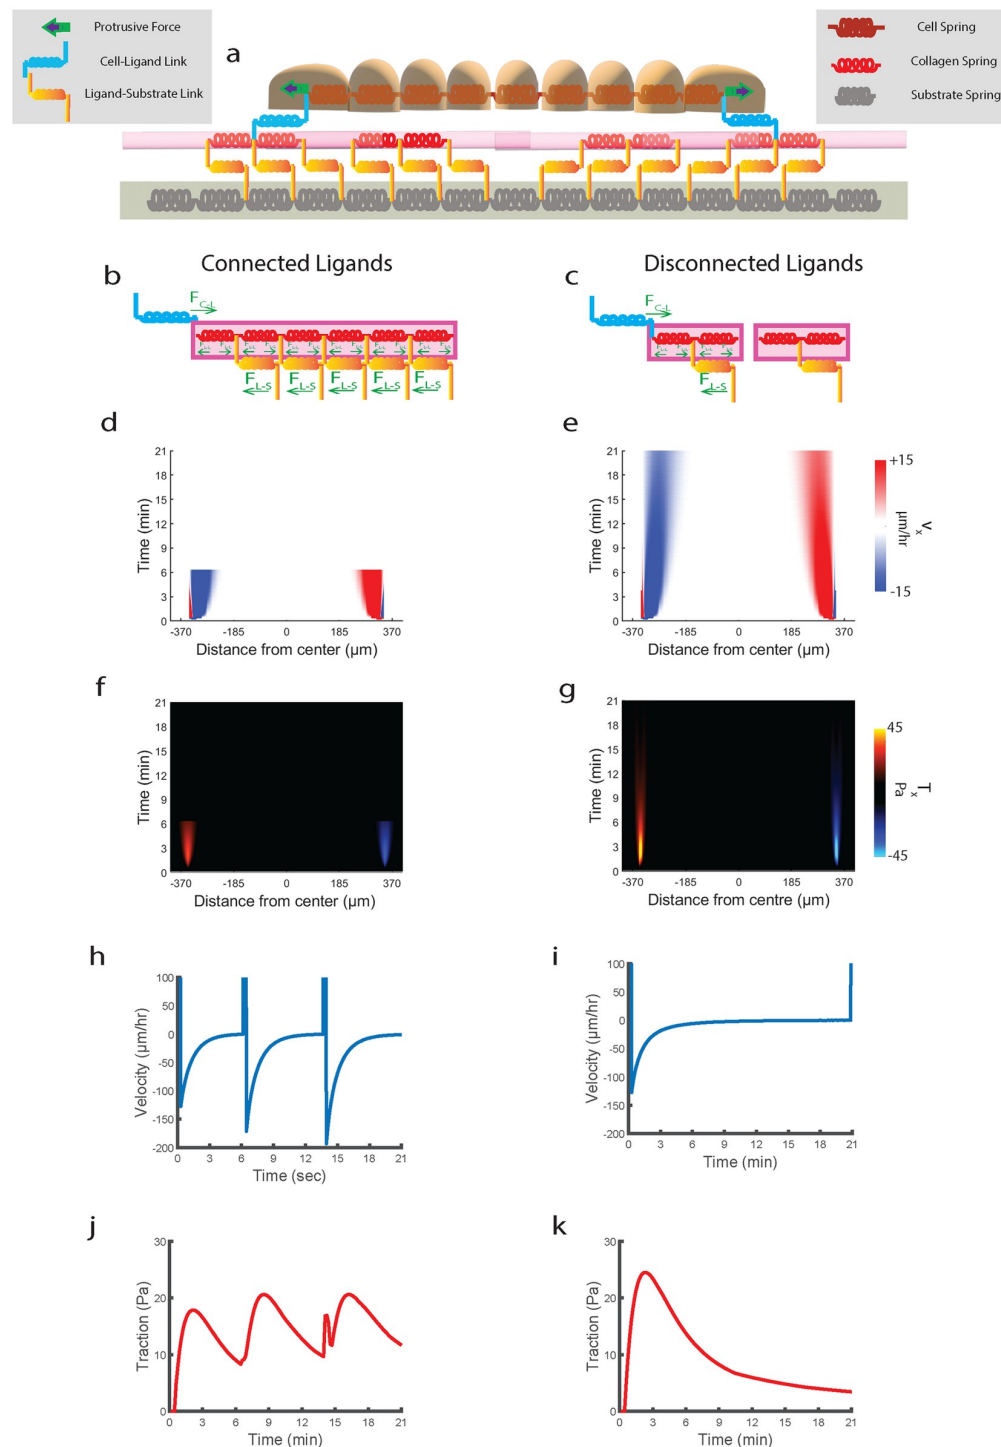 Protrusive Force
Cell-Ligand Link
Ligand-Substrate Link
a
Cell Spring
Collagen Spring
Substrate Spring
b
Connected Ligands
c
Disconnected Ligands
F C-L
F L-S F L-S F L-S F L-S F L-S
F C-L
F L-S
d
21
18
15
12
9
6
3
0
Time (min)
-370 -185 0 185 370
Distance from center (µm)
e
21
18
15
12
9
6
3
0
Time (min)
-370 -185 0 185 370
Distance from center (µm)
+15
-15
Vx
µm/hr
f
21
18
15
12
9
6
3
0
Time (min)
-370 -185 0 185 370
Distance from center (µm)
g
21
18
15
12
9
6
3
0
Time (min)
-370 -185 0 185 370
Distance from centre (µm)
45
-45
Tx
Pa
h
100
50
0
-50
-100
-150
-200
Velocity (µm/hr)
0 3 6 9 12 15 18 21
Time (sec)
i
100
50
0
-50
-100
-150
-200
Velocity (µm/hr)
0 3 6 9 12 15 18 21
Time (min)
j
30
20
10
0
Traction (Pa)
0 3 6 9 12 15 18 21
Time (min)
k
30
20
10
0
Traction (Pa)
0 3 6 9 12 15 18 21
Time (min)